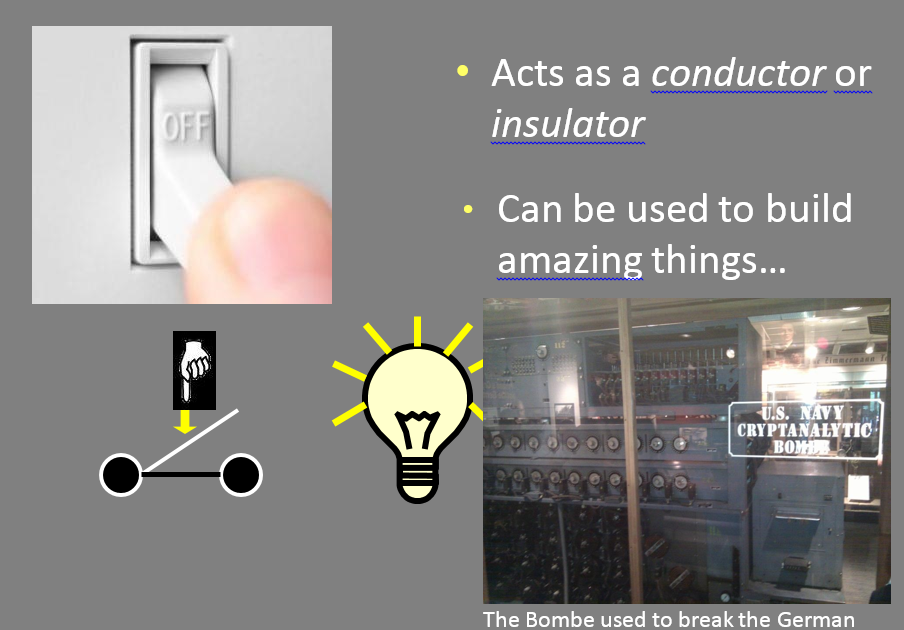 OFF
Acts as a conductor or
insulator
Can be used to build
amazing things…
U.S. NAVY
CRYPTANALYTIC
BOMBE
The Bombe used to break the German